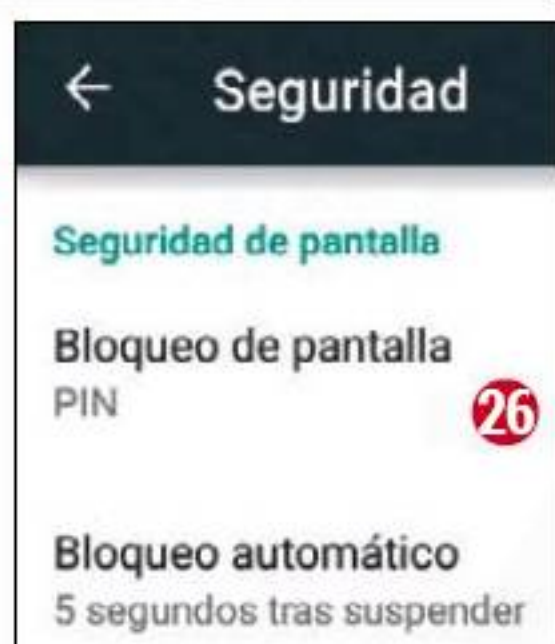 ← Seguridad
Seguridad de pantalla
Bloqueo de pantalla
PIN
26
Bloqueo automático
5 segundos tras suspender